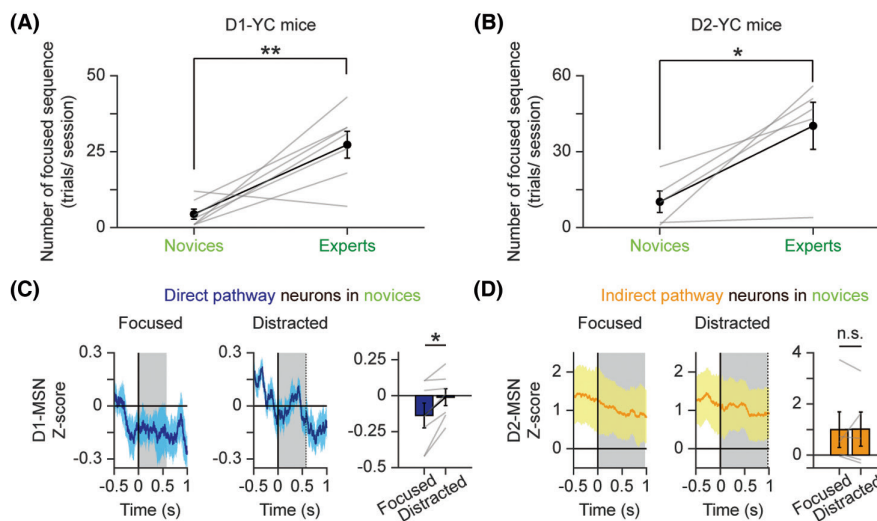 (A)
D1-YC mice
**
Number of focused sequence
(trials/ session)
50
25
0
Novices
Experts
(B)
D2-YC mice
*
Number of focused sequence
(trials/ session)
60
30
0
Novices
Experts
(C)
Direct pathway neurons in novices
Focused
Distracted
D1-MSN
Z-score
0.3
0
-0.3
-0.5 0 0.5 1
Time (s)
0.3
0
-0.3
-0.5 0 0.5 1
Time (s)
*
0.25
0
-0.25
-0.5
Focused
Distracted
(D)
Indirect pathway neurons in novices
Focused
Distracted
D2-MSN
Z-score
2
1
0
-0.5 0 0.5 1
Time (s)
2
1
0
-0.5 0 0.5 1
Time (s)
n.s.
4
2
0
Focused
Distracted